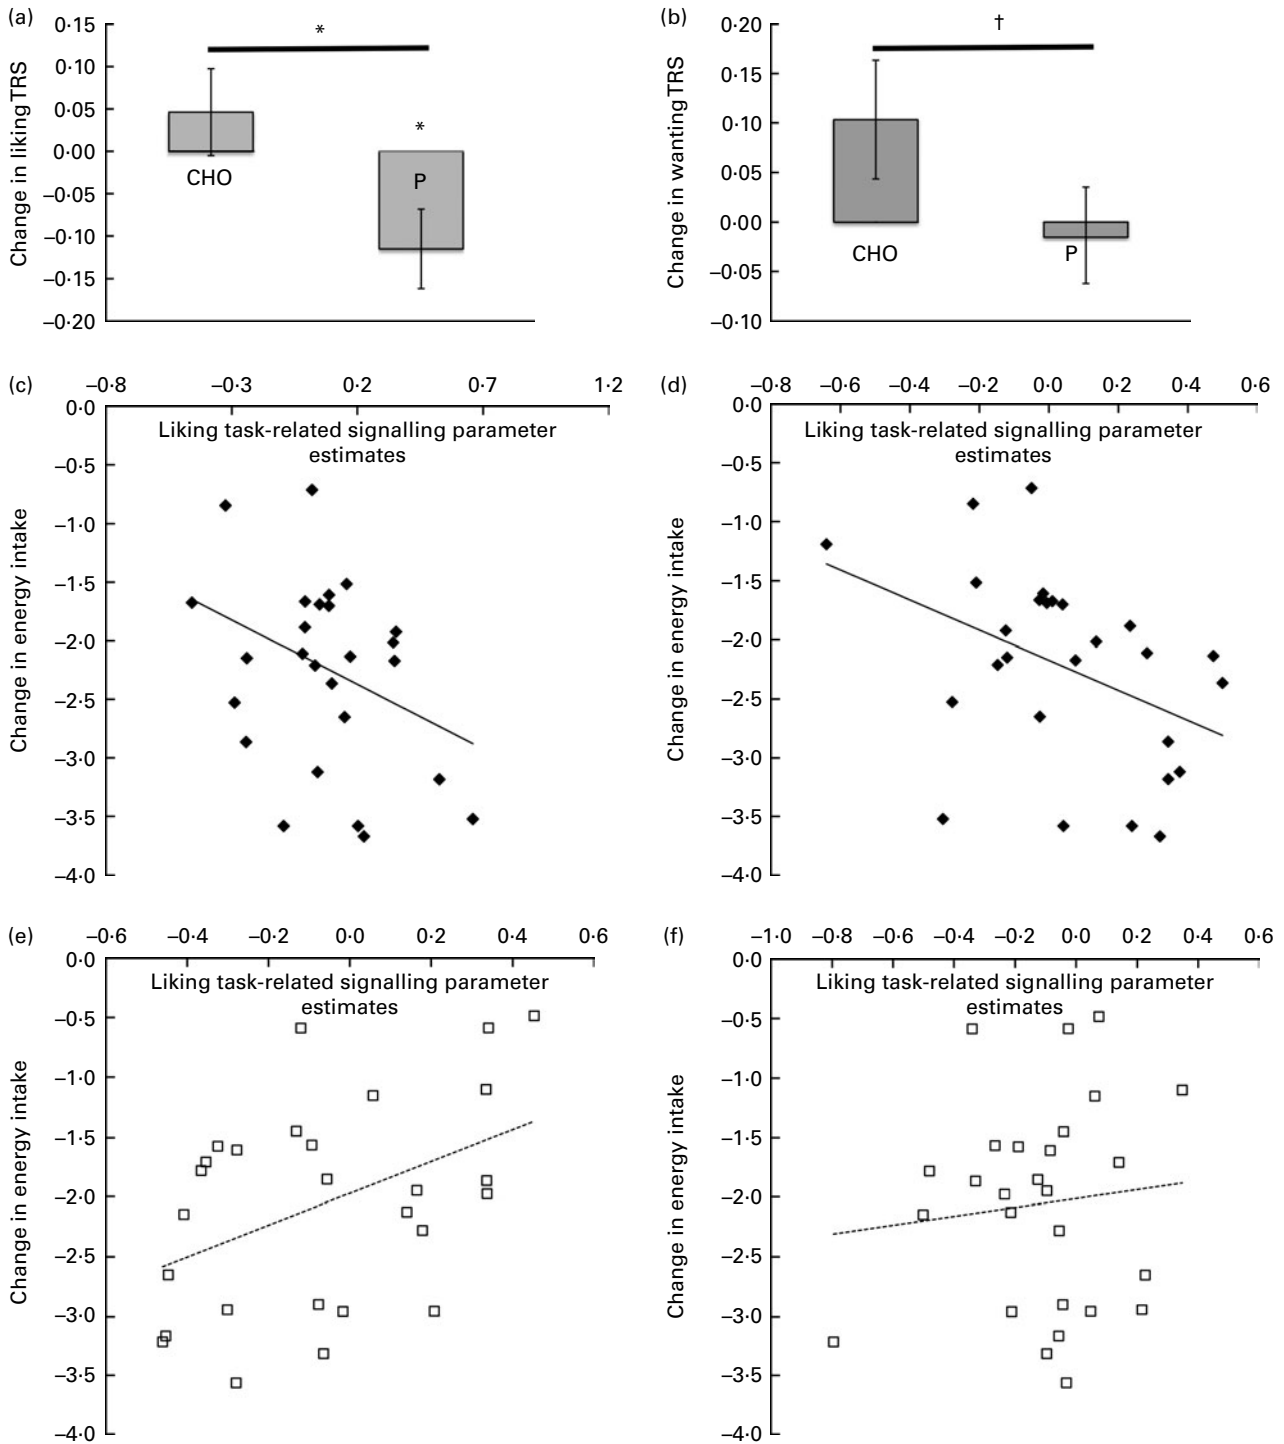 (a)
0·15
0·10
0·05
0·00
–0·05
–0·10
–0·15
–0·20
Change in liking TRS
*
*
CHO
P
(b)
0·20
0·15
0·10
0·05
0·00
–0·05
–0·10
Change in wanting TRS
†
CHO
P
(c)
–0·8 –0·3 0·2 0·7 1·2
0·0
–0·5
–1·0
–1·5
–2·0
–2·5
–3·0
–3·5
–4·0
Liking task-related signalling parameter
estimates
Change in energy intake
(d)
–0·8 –0·6 –0·4 –0·2 0·0 0·2 0·4 0·6
0·0
–0·5
–1·0
–1·5
–2·0
–2·5
–3·0
–3·5
–4·0
Liking task-related signalling parameter
estimates
Change in energy intake
(e)
–0·6 –0·4 –0·2 0·0 0·2 0·4 0·6
0·0
–0·5
–1·0
–1·5
–2·0
–2·5
–3·0
–3·5
–4·0
Liking task-related signalling parameter
estimates
Change in energy intake
(f)
–1·0 –0·8 –0·6 –0·4 –0·2 0·0 0·2 0·4 0·6
0·0
–0·5
–1·0
–1·5
–2·0
–2·5
–3·0
–3·5
–4·0
Liking task-related signalling parameter
estimates
Change in energy intake